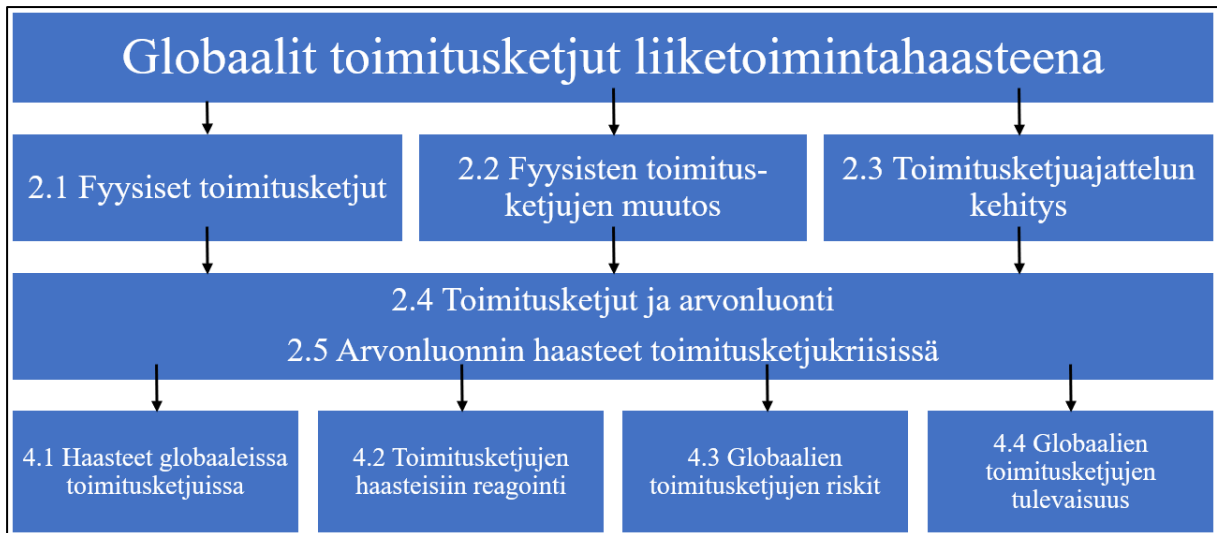 Globaalit toimitusketjut liiketoimintahaasteena
2.1 Fyysiset toimitusketjut
2.2 Fyysisten toimitus-
ketjujen muutos
2.3 Toimitusketjuajattelun
kehitys
2.4 Toimitusketjut ja arvonluonti
2.5 Arvonluonnin haasteet toimitusketjukriisissä
4.1 Haasteet globaaleissa
toimitusketjuissa
4.2 Toimitusketjujen
haasteisiin reagointi
4.3 Globaalien
toimitusketjujen riskit
4.4 Globaalien
toimitusketjujen
tulevaisuus